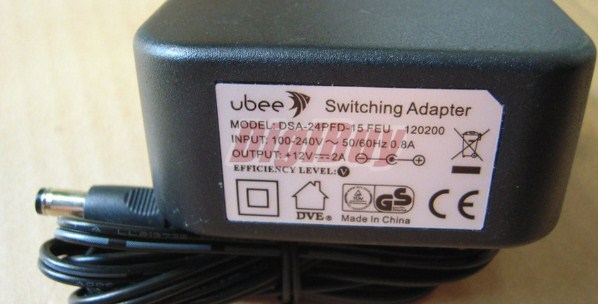 ubee Switching Adapter
MODEL: DSA-24PFD-15 FEU 120200
INPUT: 100-240V~ 50/60Hz 0.8A
OUTPUT: +12V⎓2A
EFFICIENCY LEVEL: V
DVE® GS CE
Made In China
DigiBuy